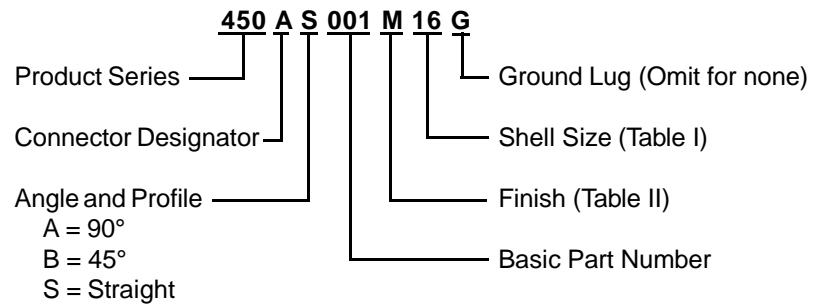 450 A S 001 M 16 G
Product Series
Connector Designator
Angle and Profile
A = 90°
B = 45°
S = Straight
Ground Lug (Omit for none)
Shell Size (Table I)
Finish (Table II)
Basic Part Number